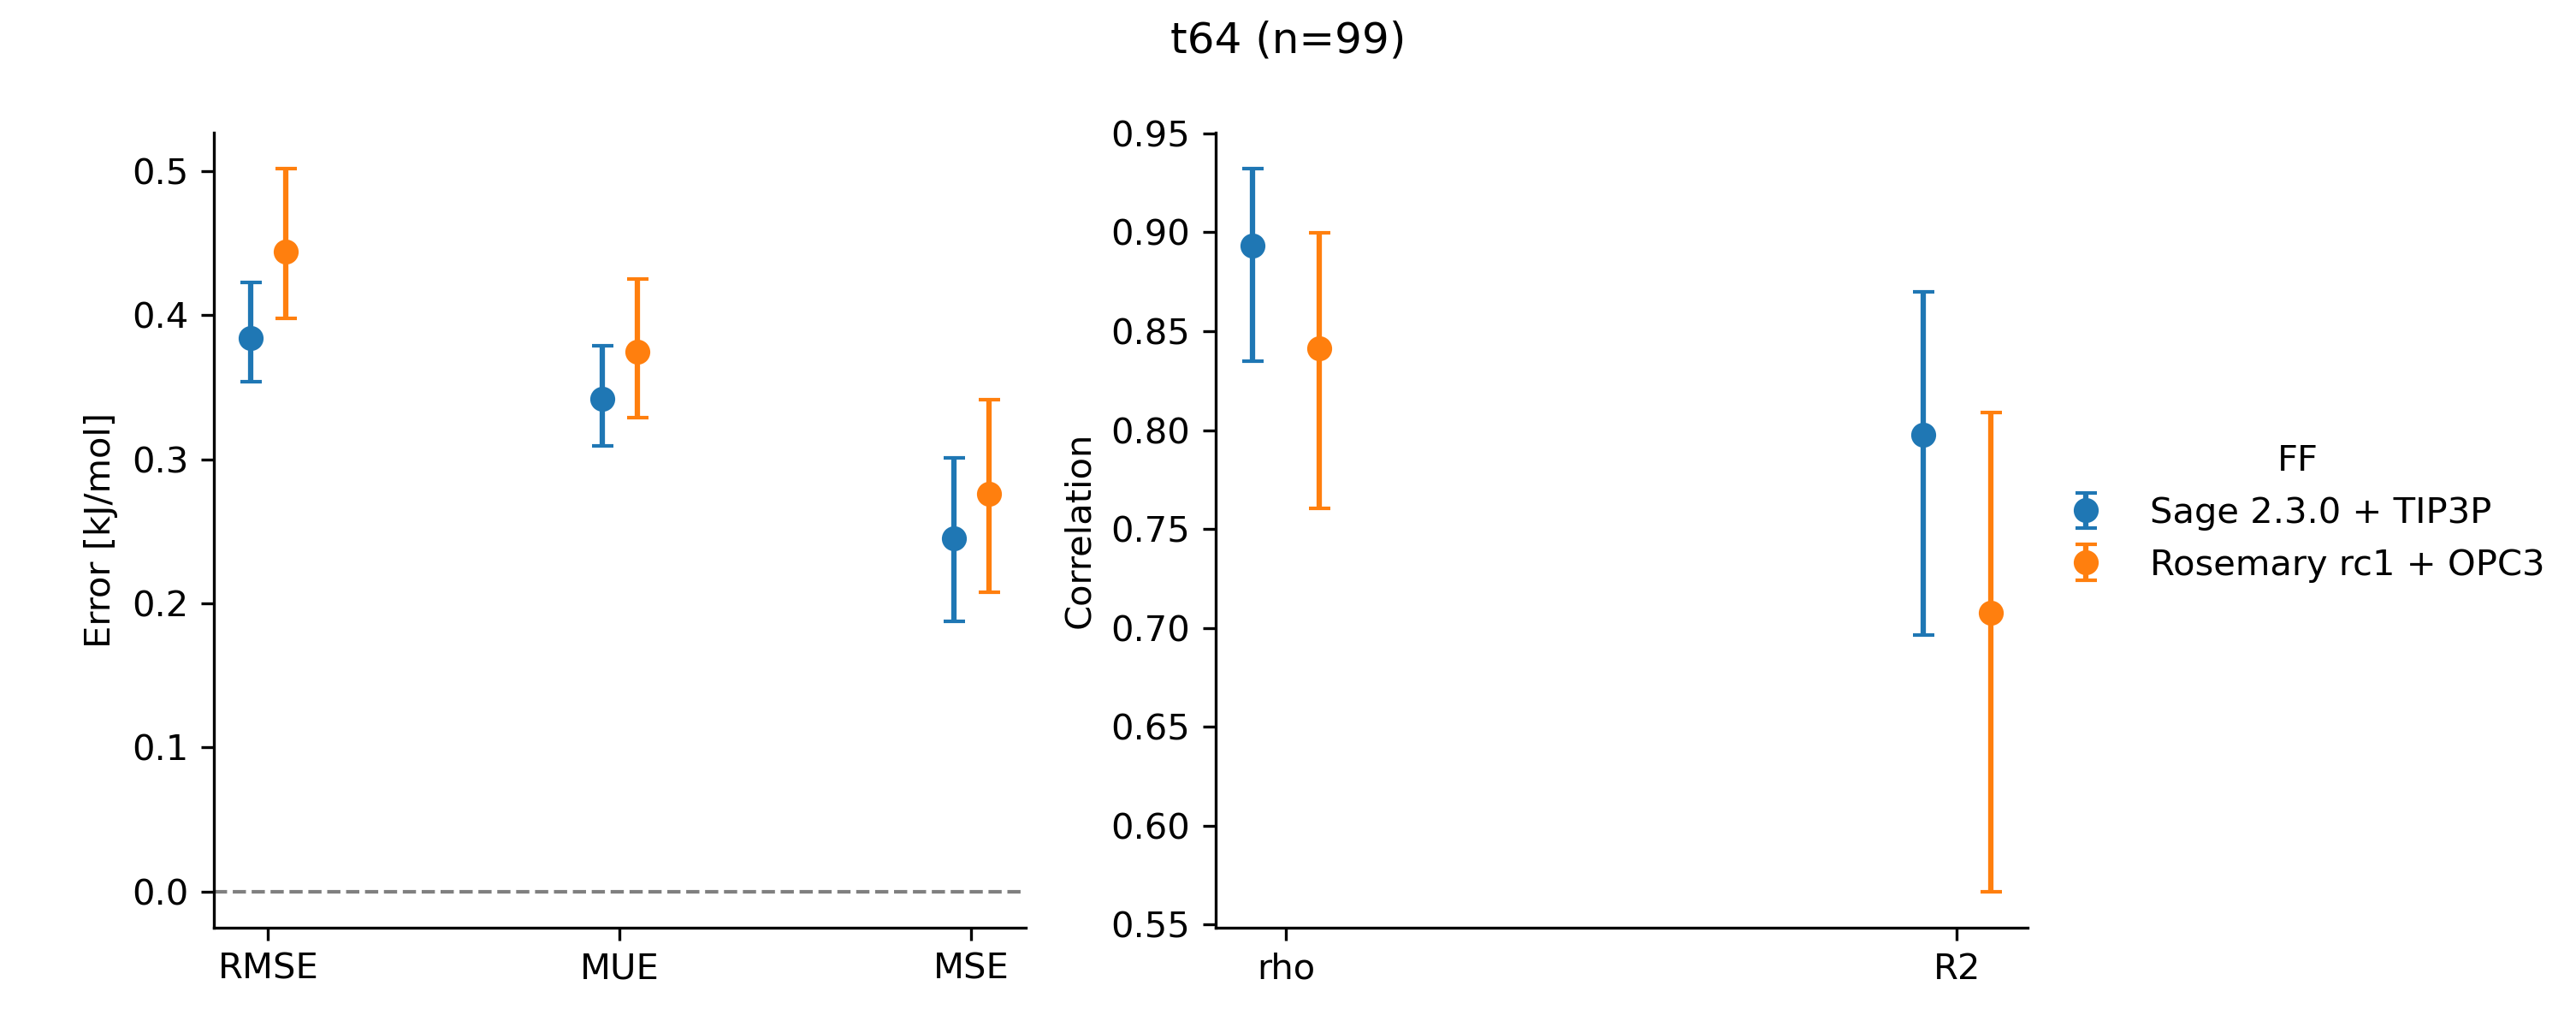 t64 (n=99)
Error [kJ/mol]
0.5
0.4
0.3
0.2
0.1
0.0
RMSE MUE MSE
Correlation
0.95
0.90
0.85
0.80
0.75
0.70
0.65
0.60
0.55
rho R2
FF
Sage 2.3.0 + TIP3P
Rosemary rc1 + OPC3